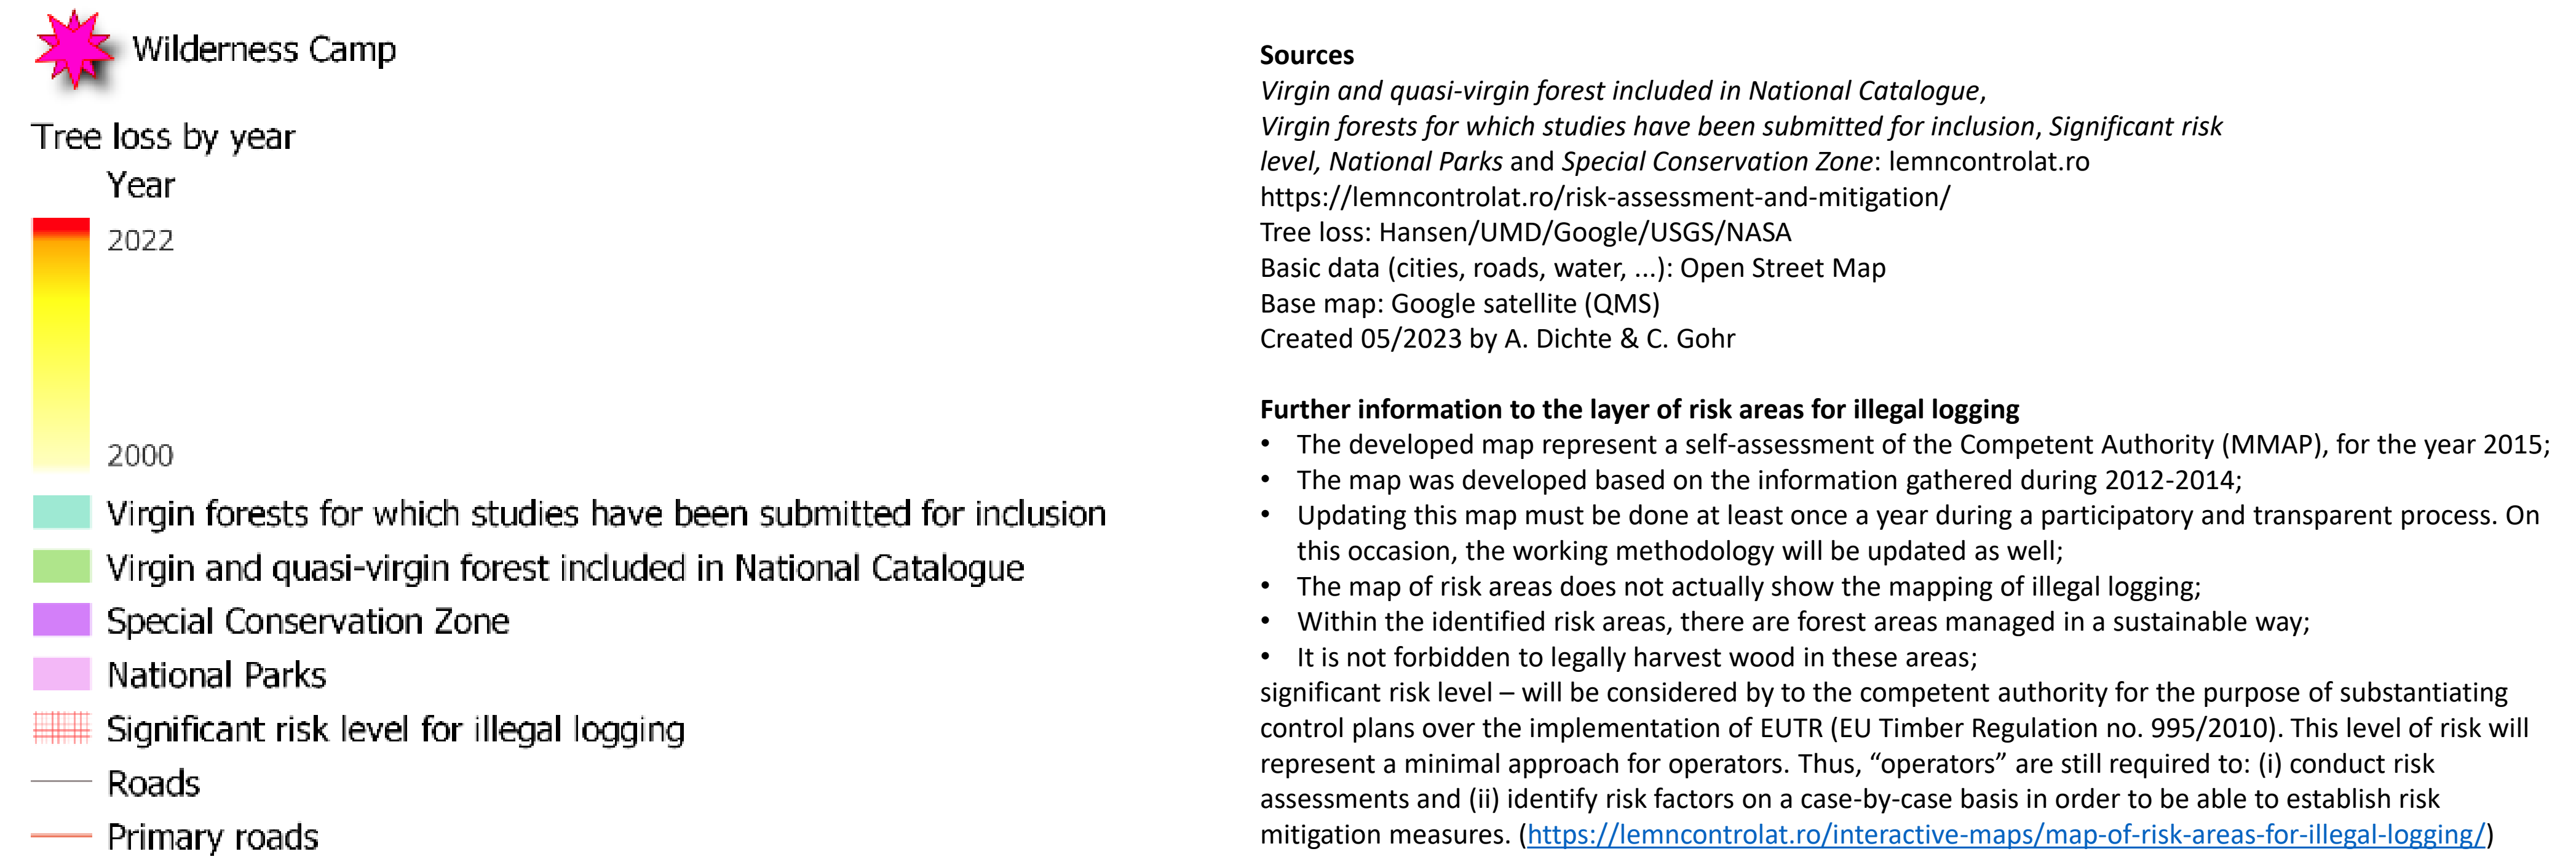 Wilderness Camp
Tree loss by year
Year
2022
2000
Virgin forests for which studies have been submitted for inclusion
Virgin and quasi-virgin forest included in National Catalogue
Special Conservation Zone
National Parks
Significant risk level for illegal logging
Roads
Primary roads
Sources
Virgin and quasi-virgin forest included in National Catalogue,
Virgin forests for which studies have been submitted for inclusion, Significant risk
level, National Parks and Special Conservation Zone: lemncontrolat.ro
https://lemncontrolat.ro/risk-assessment-and-mitigation/
Tree loss: Hansen/UMD/Google/USGS/NASA
Basic data (cities, roads, water, ...): Open Street Map
Base map: Google satellite (QMS)
Created 05/2023 by A. Dichte & C. Gohr
Further information to the layer of risk areas for illegal logging
• The developed map represent a self-assessment of the Competent Authority (MMAP), for the year 2015;
• The map was developed based on the information gathered during 2012-2014;
• Updating this map must be done at least once a year during a participatory and transparent process. On
this occasion, the working methodology will be updated as well;
• The map of risk areas does not actually show the mapping of illegal logging;
• Within the identified risk areas, there are forest areas managed in a sustainable way;
• It is not forbidden to legally harvest wood in these areas;
significant risk level – will be considered by to the competent authority for the purpose of substantiating
control plans over the implementation of EUTR (EU Timber Regulation no. 995/2010). This level of risk will
represent a minimal approach for operators. Thus, “operators” are still required to: (i) conduct risk
assessments and (ii) identify risk factors on a case-by-case basis in order to be able to establish risk
mitigation measures. (https://lemncontrolat.ro/interactive-maps/map-of-risk-areas-for-illegal-logging/)